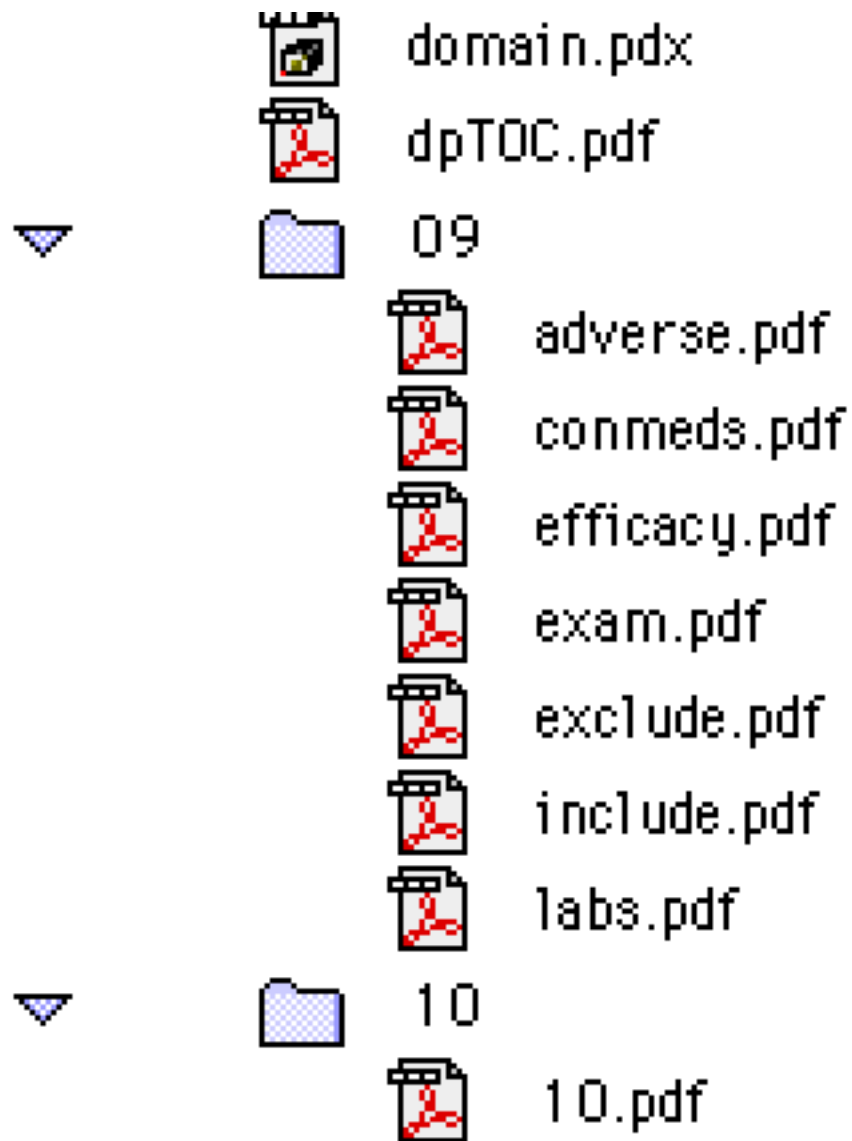 domain.pdx
dpTOC.pdf
09
adverse.pdf
conmeds.pdf
efficacy.pdf
exam.pdf
exclude.pdf
include.pdf
labs.pdf
10
10.pdf